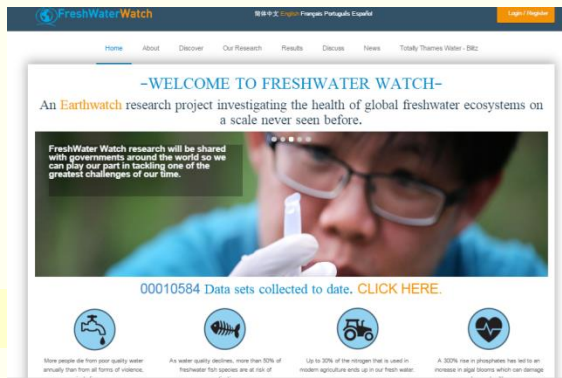 FreshWaterWatch
简体中文 English Français Português Español
Login / Register
Home About Discover Our Research Results Discuss News Totally Thames Water - Blitz
-WELCOME TO FRESHWATER WATCH-
An Earthwatch research project investigating the health of global freshwater ecosystems on
a scale never seen before.
FreshWater Watch research will be shared
with governments around the world so we
can play our part in tackling one of the
greatest challenges of our time.
00010584 Data sets collected to date. CLICK HERE.
More people die from poor quality water
annually than from all forms of violence,
As water quality declines, more than 50% of
freshwater fish species are at risk of
Up to 30% of the nitrogen that is used in
modern agriculture ends up in our fresh water.
A 300% rise in phosphates has led to an
increase in algal blooms which can damage